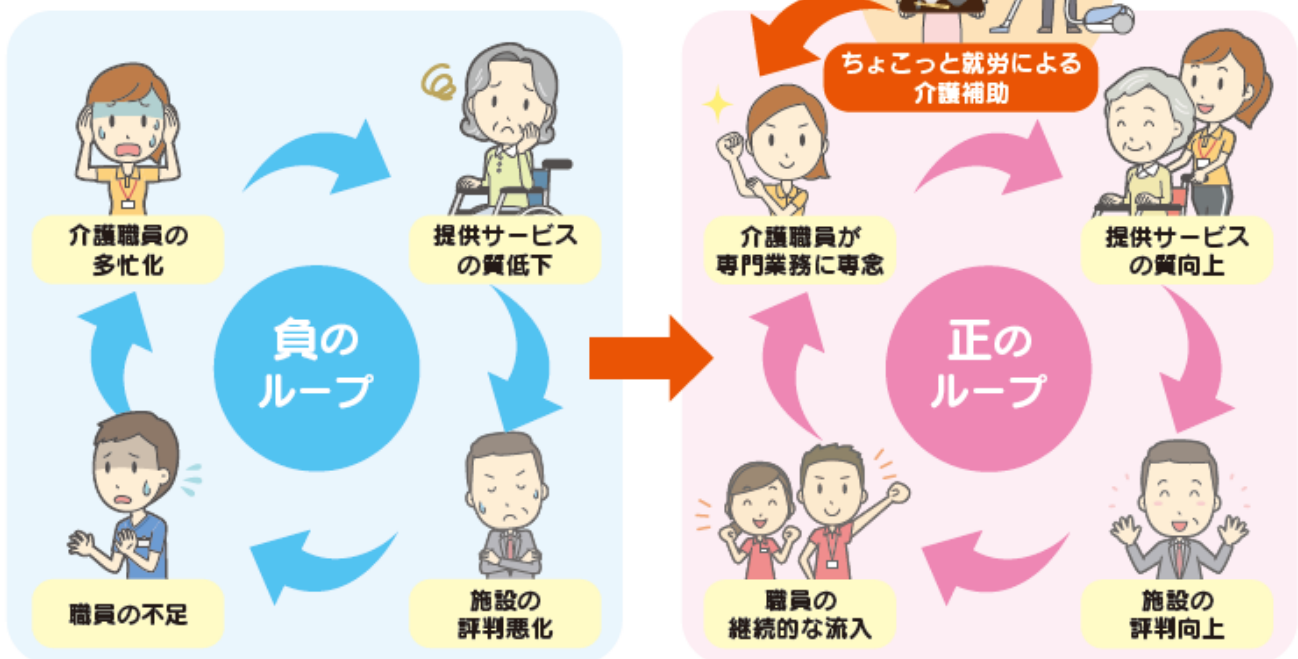 介護職員の
多忙化
提供サービス
の質低下
負の
ループ
職員の不足
施設の
評判悪化
ちょこっと就労による
介護補助
介護職員が
専門業務に専念
提供サービス
の質向上
正の
ループ
職員の
継続的な流入
施設の
評判向上